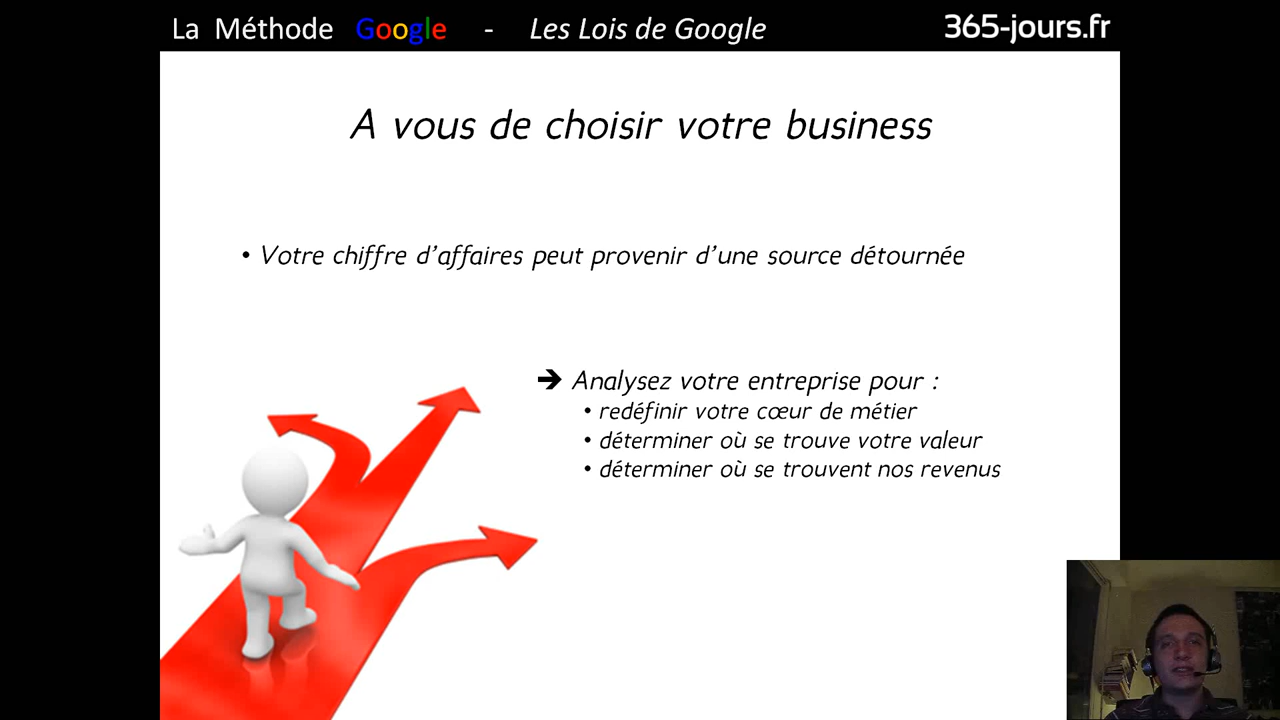 La Méthode Google - Les Lois de Google 365-jours.fr
A vous de choisir votre business
• Votre chiffre d'affaires peut provenir d'une source détournée
➔ Analysez votre entreprise pour :
• redéfinir votre cœur de métier
• déterminer où se trouve votre valeur
• déterminer où se trouvent nos revenus